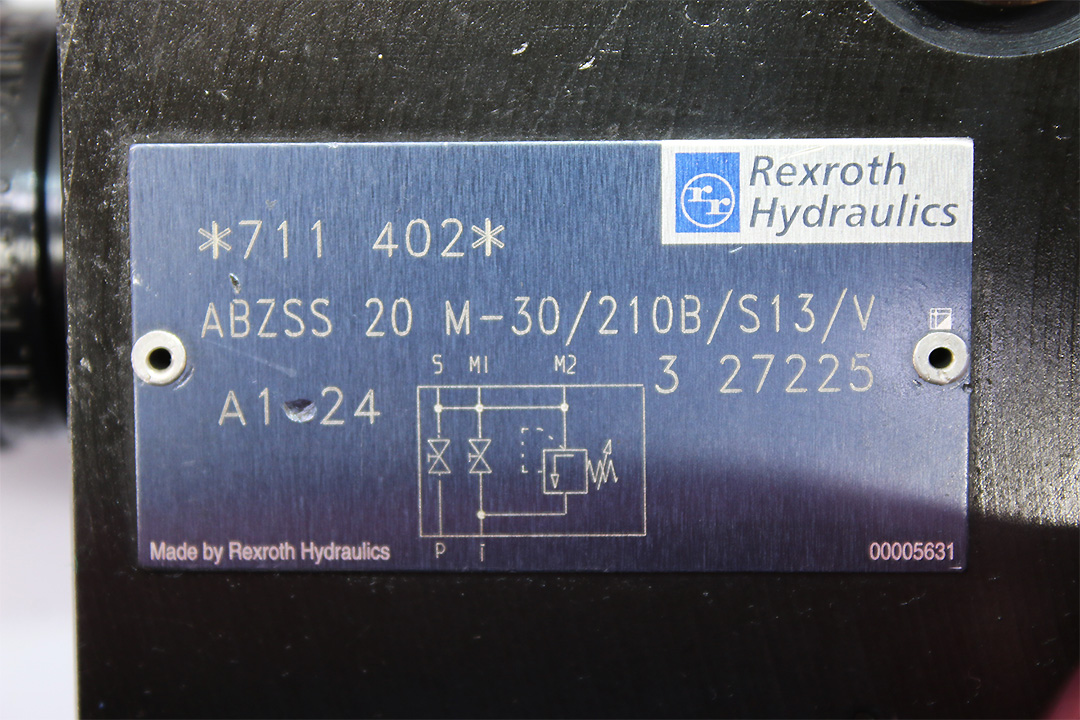 rr
Rexroth
Hydraulics
*711 402*
ABZSS 20 M-30/210B/S13/V
3 27225
A1 24
S M1 M2
P T
Made by Rexroth Hydraulics
00005631